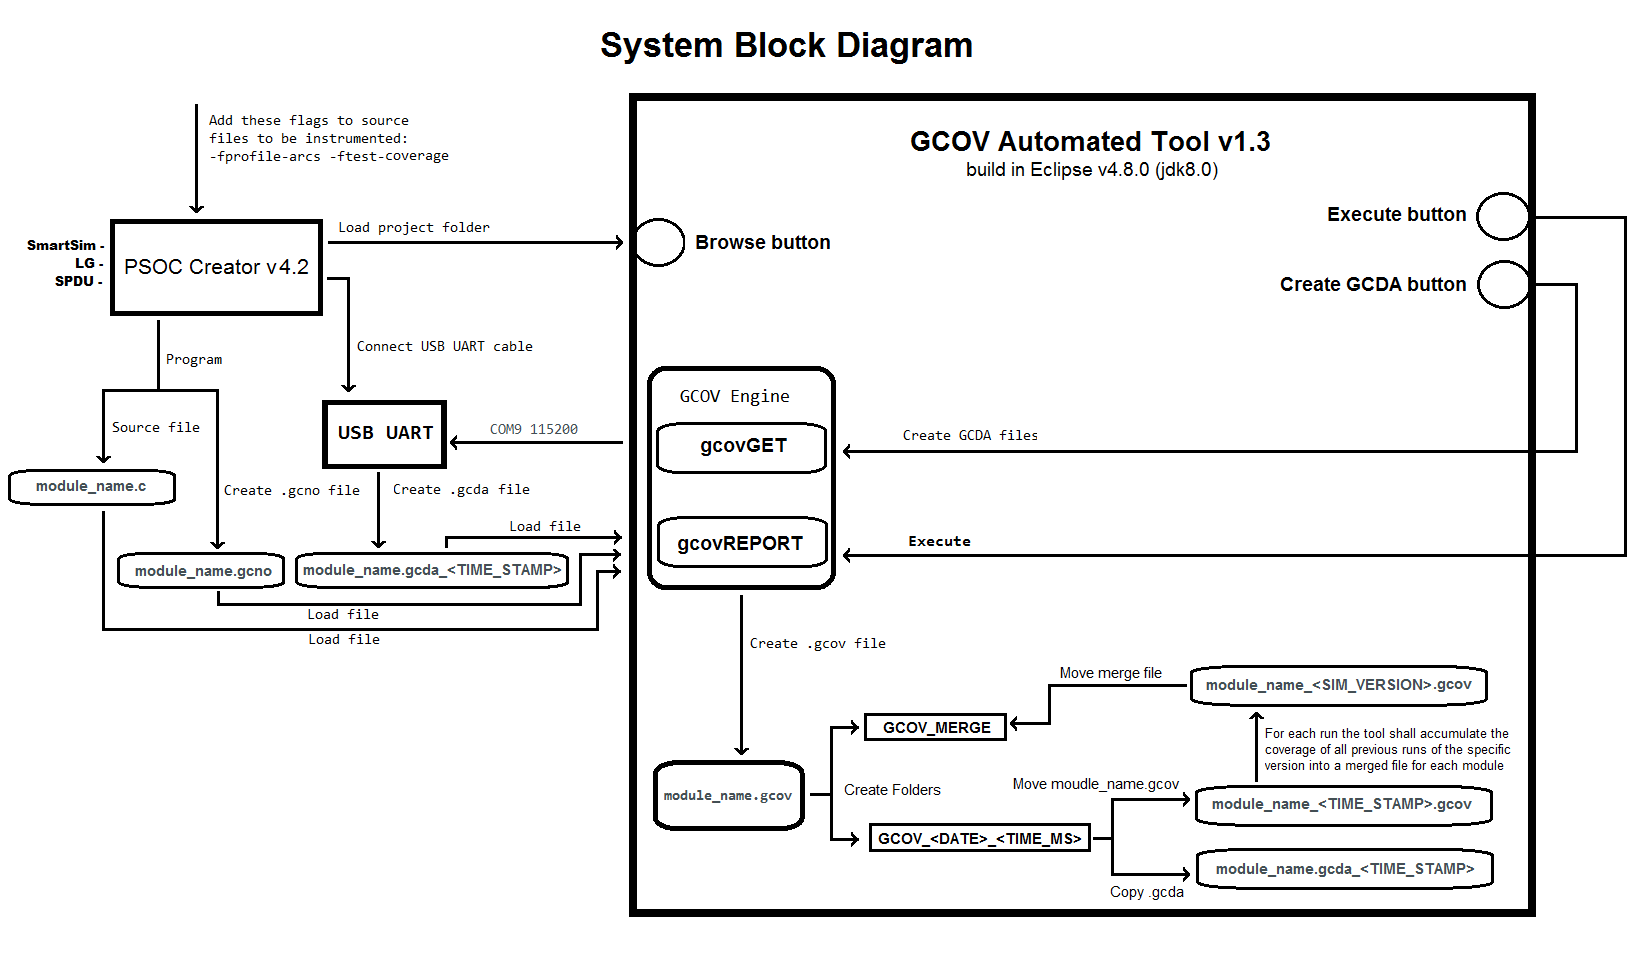 System Block Diagram
Add these flags to source
files to be instrumented:
-fprofile-arcs -ftest-coverage
SmartSim -
LG -
SPDU -
PSOC Creator v4.2
Load project folder
Connect USB UART cable
Program
Source file
module_name.c
Create .gcno file
module_name.gcno
USB UART
COM9 115200
Create .gcda file
module_name.gcda_<TIME_STAMP>
Load file
Load file
Load file
GCOV Automated Tool v1.3
build in Eclipse v4.8.0 (jdk8.0)
Browse button
Execute button
Create GCDA button
GCOV Engine
gcovGET
gcovREPORT
Create GCDA files
Execute
Create .gcov file
module_name.gcov
Create Folders
GCOV_MERGE
Move merge file
module_name_<SIM_VERSION>.gcov
For each run the tool shall accumulate the
coverage of all previous runs of the specific
version into a merged file for each module
GCOV_<DATE>_<TIME_MS>
Move moudle_name.gcov
module_name_<TIME_STAMP>.gcov
Copy .gcda
module_name.gcda_<TIME_STAMP>